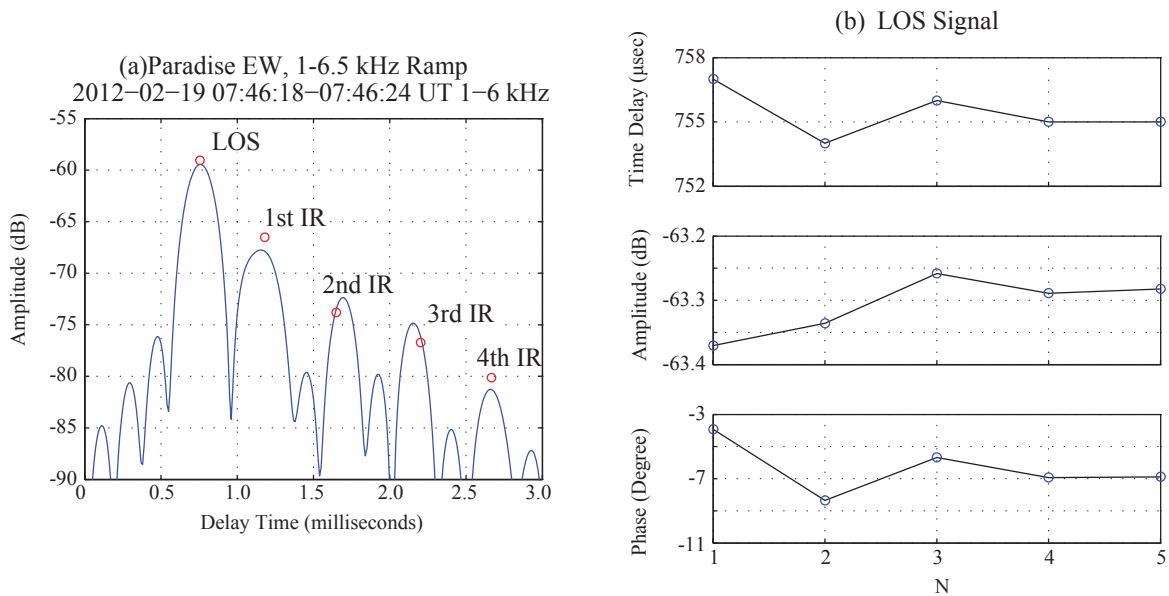 (a)Paradise EW, 1-6.5 kHz Ramp
2012−02−19 07:46:18−07:46:24 UT 1−6 kHz
-55
-60
-65
-70
-75
-80
-85
-90
Amplitude (dB)
LOS
1st IR
2nd IR
3rd IR
4th IR
0 0.5 1.0 1.5 2.0 2.5 3.0
Delay Time (milliseconds)
(b) LOS Signal
758
755
752
Time Delay (μsec)
-63.2
-63.3
-63.4
Amplitude (dB)
-3
-7
-11
Phase (Degree)
1 2 3 4 5
N